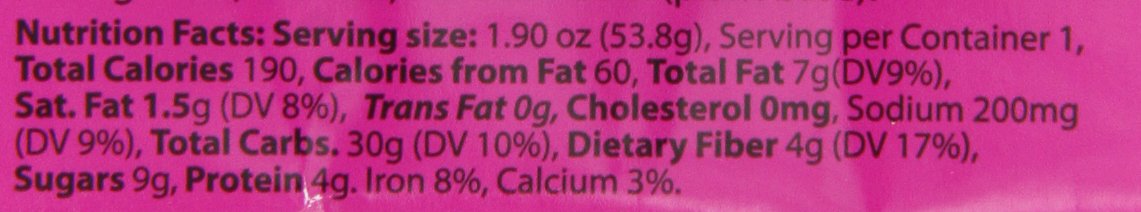 Nutrition Facts: Serving size: 1.90 oz (53.8g), Serving per Container 1,
Total Calories 190, Calories from Fat 60, Total Fat 7g(DV9%),
Sat. Fat 1.5g (DV 8%), Trans Fat 0g, Cholesterol 0mg, Sodium 200mg
(DV 9%), Total Carbs. 30g (DV 10%), Dietary Fiber 4g (DV 17%),
Sugars 9g, Protein 4g. Iron 8%, Calcium 3%.